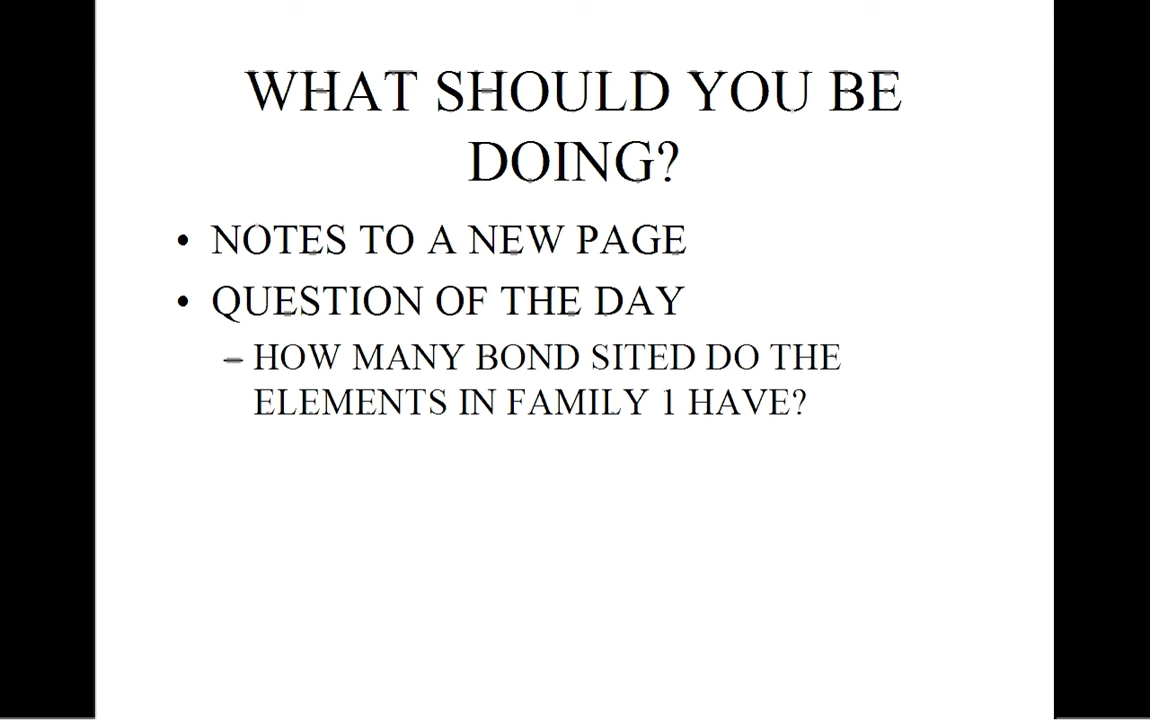 WHAT SHOULD YOU BE
DOING?
• NOTES TO A NEW PAGE
• QUESTION OF THE DAY
– HOW MANY BOND SITED DO THE
ELEMENTS IN FAMILY 1 HAVE?